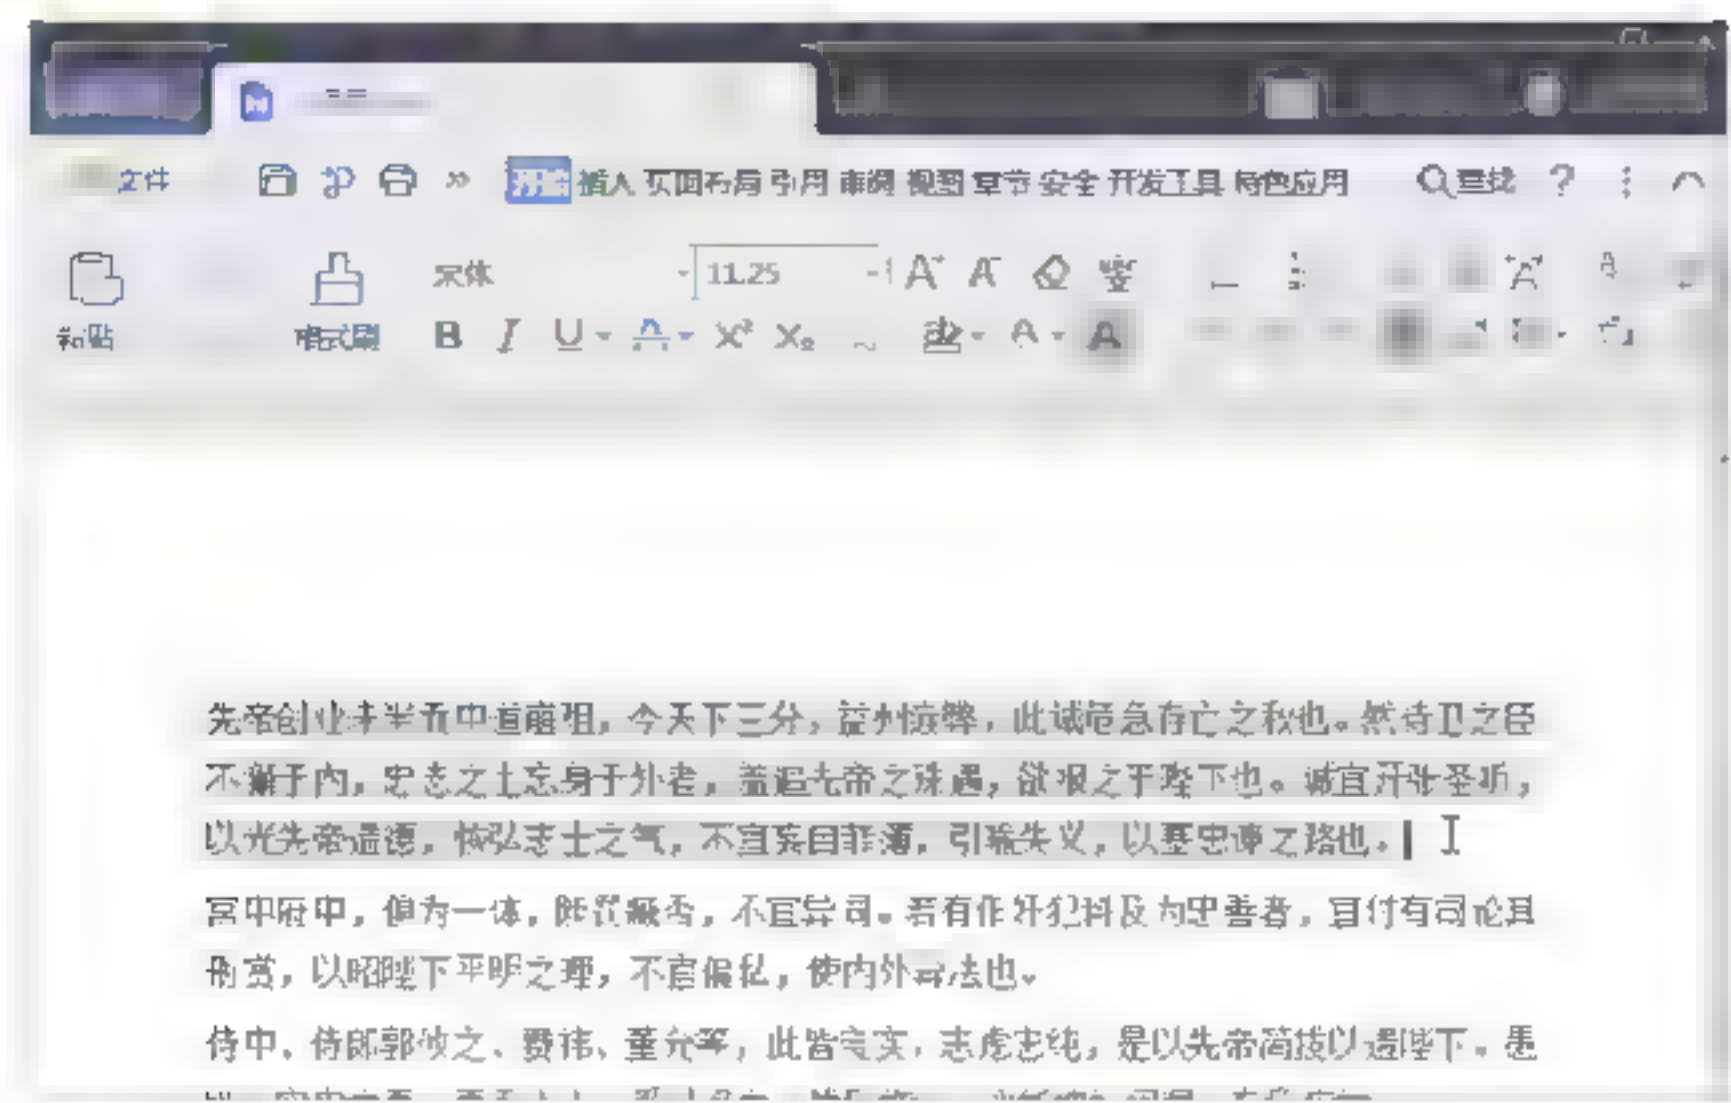 文件 开始 插入 页面布局 引用 审阅 视图 章节 安全 开发工具 特色应用 查找
宋体 11.25
粘贴 格式刷
先帝创业未半而中道崩殂，今天下三分，益州疲弊，此诚危急存亡之秋也。然侍卫之臣
不懈于内，忠志之士忘身于外者，盖追先帝之殊遇，欲报之于陛下也。诚宜开张圣听，
以光先帝遗德，恢弘志士之气，不宜妄自菲薄，引喻失义，以塞忠谏之路也。
宫中府中，俱为一体，陟罚臧否，不宜异同。若有作奸犯科及为忠善者，宜付有司论其
刑赏，以昭陛下平明之理，不宜偏私，使内外异法也。
侍中、侍郎郭攸之、费祎、董允等，此皆良实，志虑忠纯，是以先帝简拔以遗陛下。愚